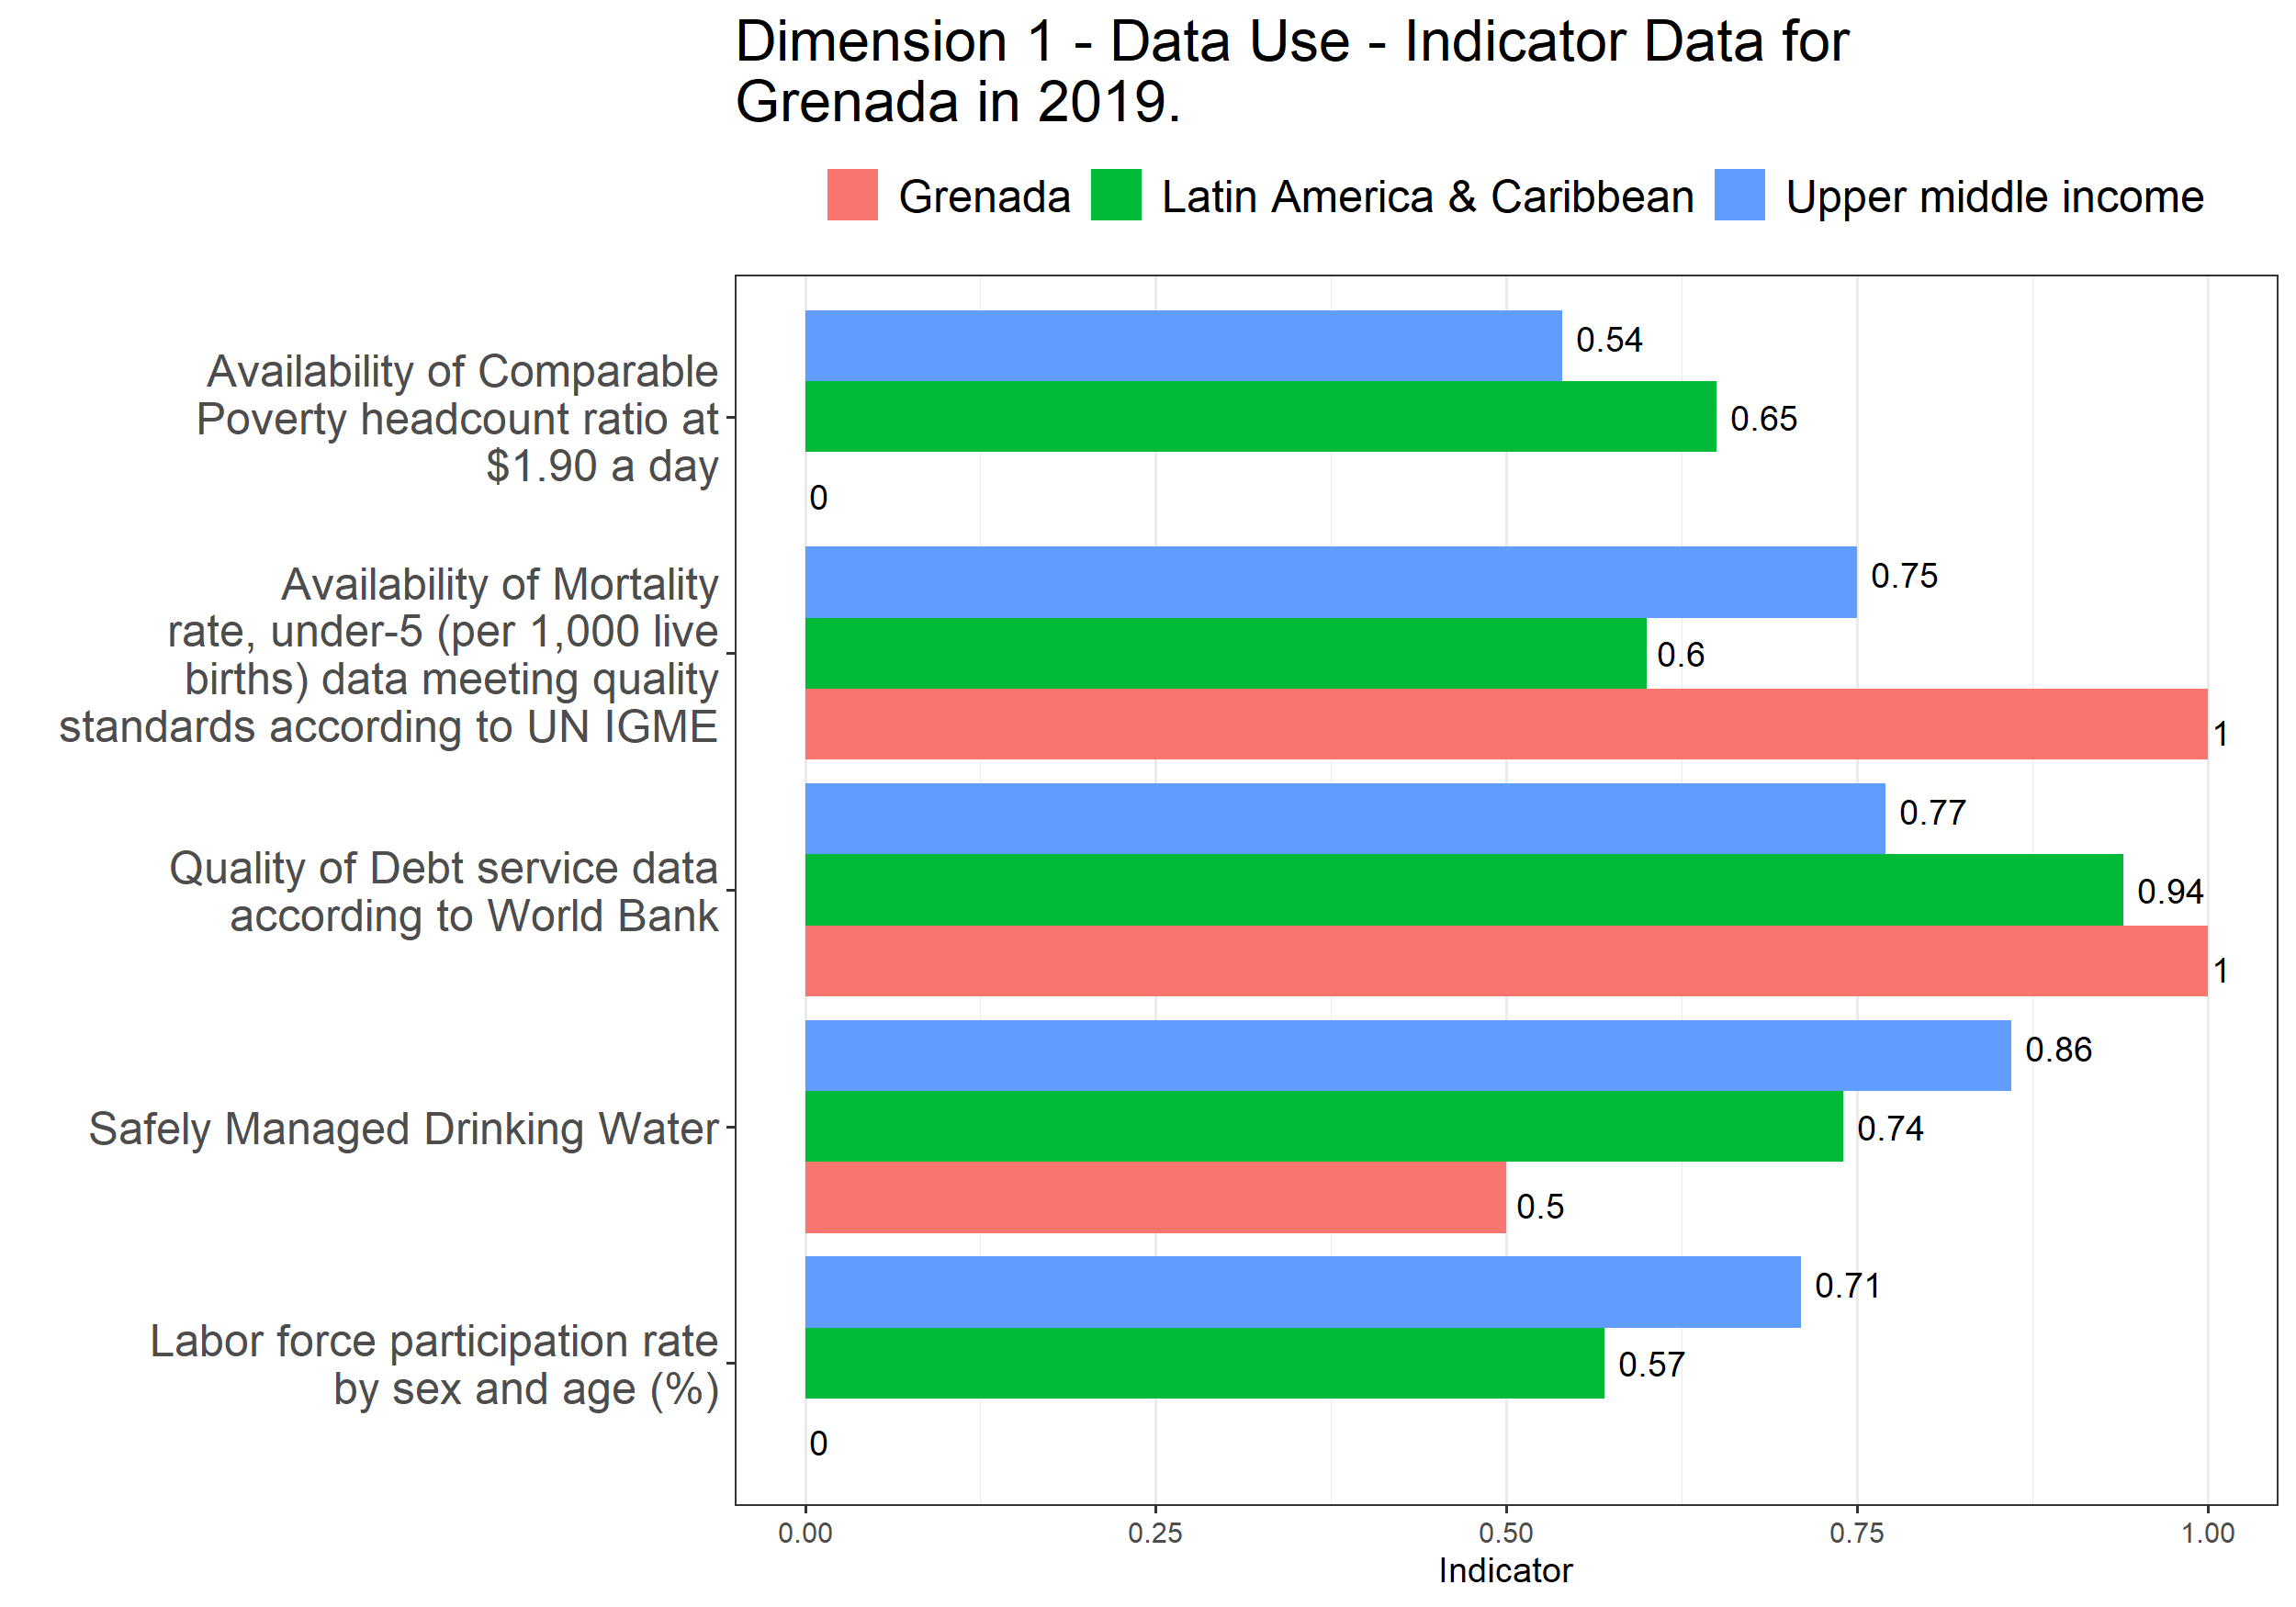 Dimension 1 - Data Use - Indicator Data for
Grenada in 2019.
Grenada
Latin America & Caribbean
Upper middle income
Availability of Comparable
Poverty headcount ratio at
$1.90 a day
0.54
0.65
0
Availability of Mortality
rate, under-5 (per 1,000 live
births) data meeting quality
standards according to UN IGME
0.75
0.6
1
Quality of Debt service data
according to World Bank
0.77
0.94
1
Safely Managed Drinking Water
0.86
0.74
0.5
Labor force participation rate
by sex and age (%)
0.71
0.57
0
0.00 0.25 0.50 0.75 1.00
Indicator